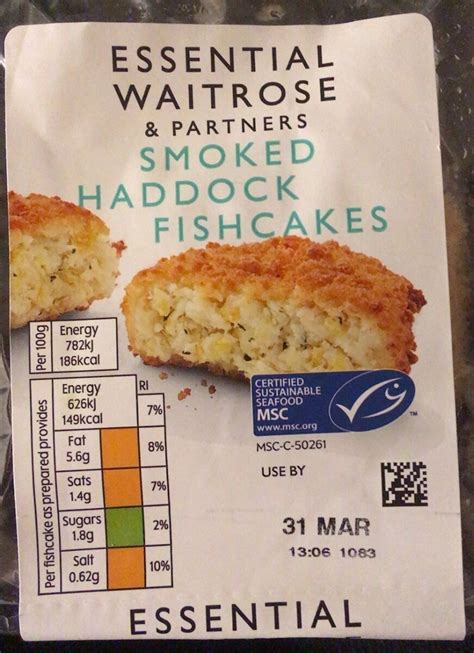 ESSENTIAL
WAITROSE
& PARTNERS
SMOKED
HADDOCK
FISHCAKES
Per 100g
Energy
782kJ
186kcal
Per fishcake as prepared provides
RI
Energy
626kJ
149kcal
7%
Fat
5.6g
8%
Sats
1.4g
7%
Sugars
1.8g
2%
Salt
0.62g
10%
CERTIFIED
SUSTAINABLE
SEAFOOD
MSC
www.msc.org
TM
MSC-C-50261
USE BY
31 MAR
13:06 1083
ESSENTIAL